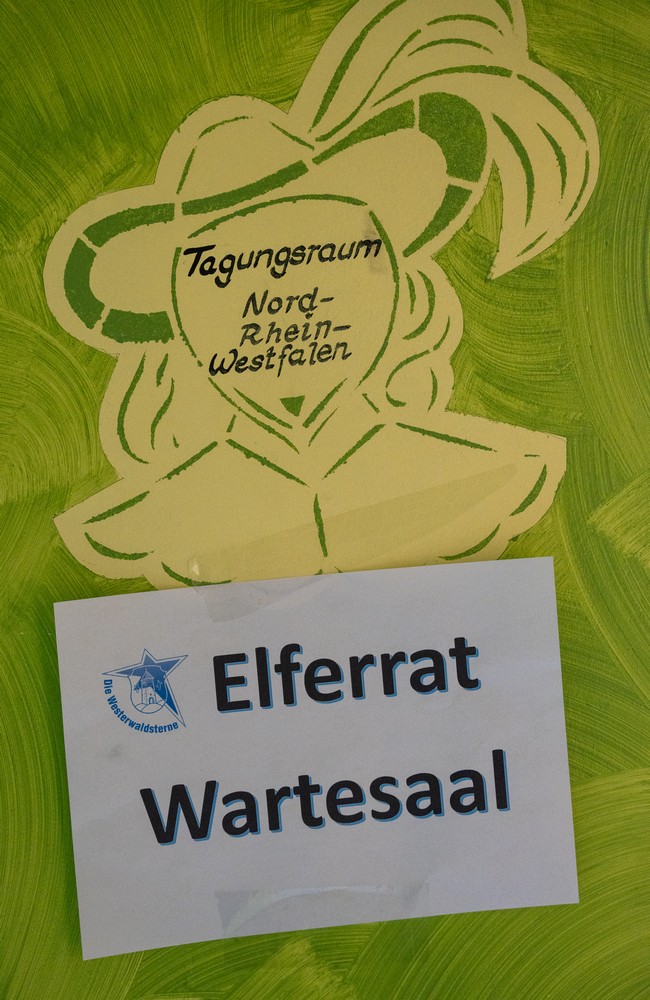 Tagungsraum
Nord-
Rhein-
Westfalen
Elferrat
Die Westerwaldsterne
Wartesaal